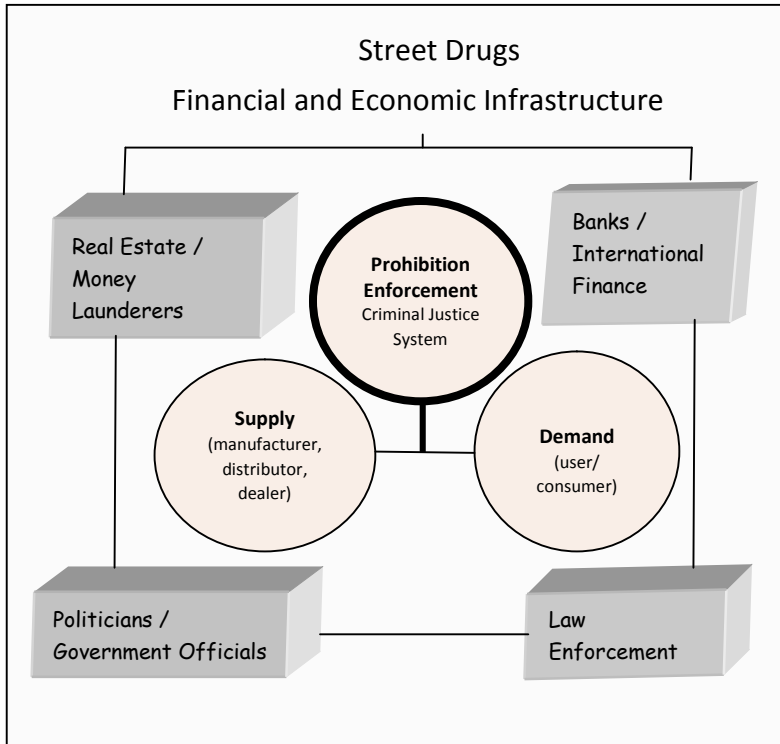 Street Drugs
Financial and Economic Infrastructure
Real Estate /
Money
Launderers
Prohibition
Enforcement
Criminal Justice
System
Banks /
International
Finance
Supply
(manufacturer,
distributor,
dealer)
Demand
(user/
consumer)
Politicians /
Government Officials
Law
Enforcement